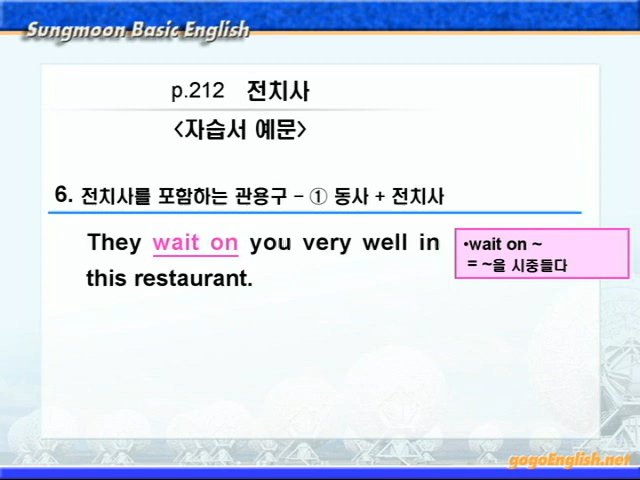 Sungmoon Basic English
p.212 전치사
<자습서 예문>
6. 전치사를 포함하는 관용구 - ① 동사 + 전치사
They wait on you very well in
this restaurant.
•wait on ~
= ~을 시중들다
gogoEnglish.net